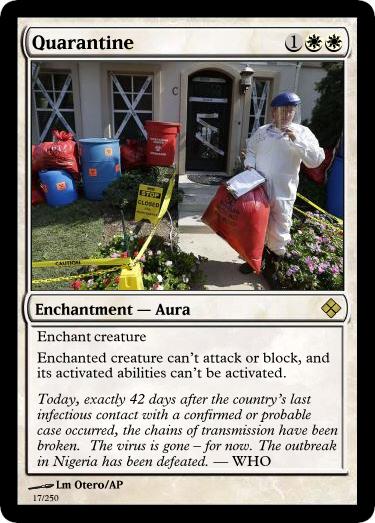 Quarantine 1
C
STOP
CLOSED
CAUTION
Enchantment — Aura
Enchant creature
Enchanted creature can't attack or block, and
its activated abilities can't be activated.
Today, exactly 42 days after the country's last
infectious contact with a confirmed or probable
case occurred, the chains of transmission have been
broken. The virus is gone – for now. The outbreak
in Nigeria has been defeated. — WHO
Lm Otero/AP
17/250